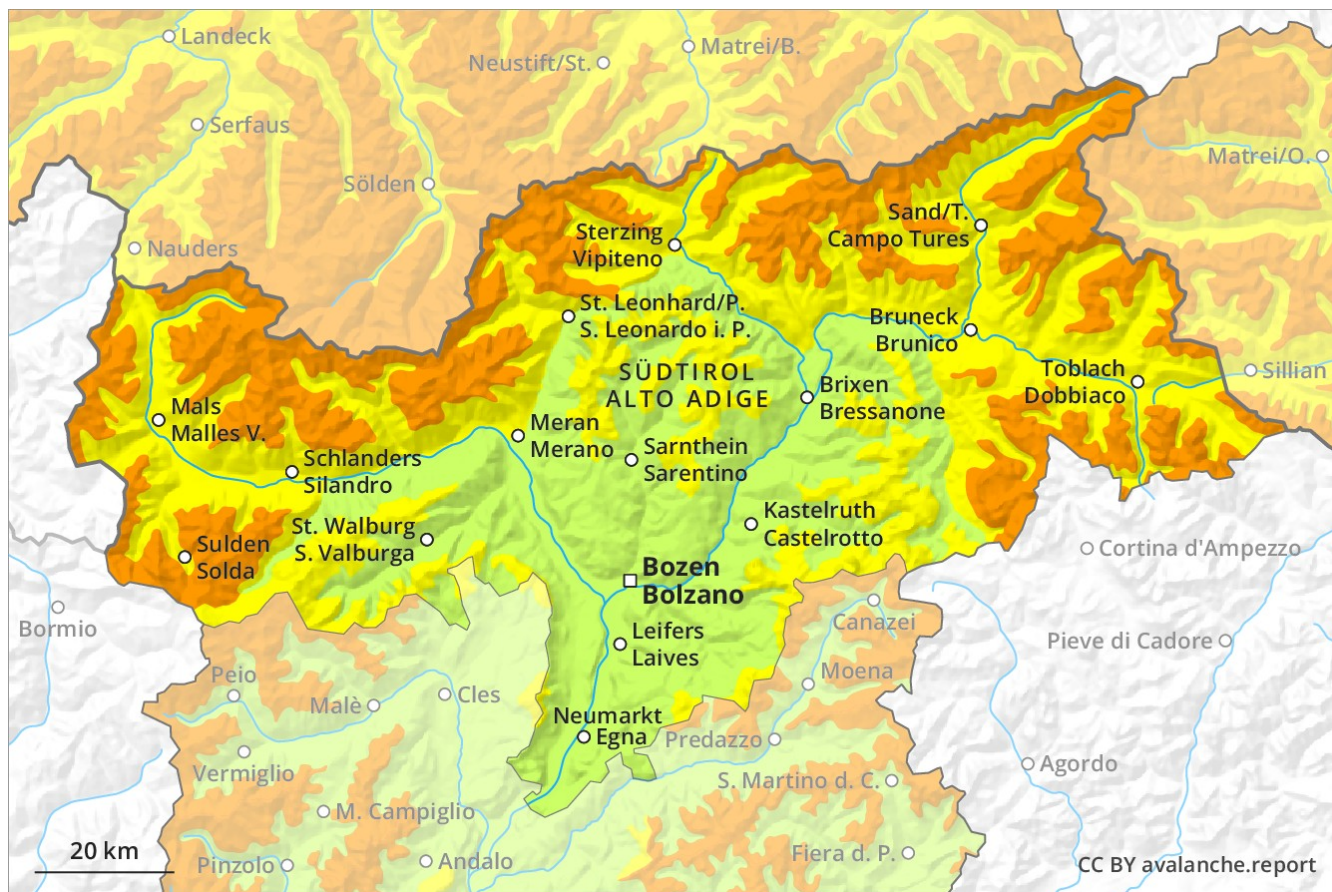 Landeck
Matrei/B.
Neustift/St.
Serfaus
Matrei/O.
Sölden
Nauders
Sand/T.
Campo Tures
Sterzing
Vipiteno
St. Leonhard/P.
S. Leonardo i. P.
Bruneck
Brunico
SÜDTIROL
ALTO ADIGE
Toblach
Dobbiaco
Sillian
Brixen
Bressanone
Mals
Malles V.
Meran
Merano
Sarnthein
Sarentino
Schlanders
Silandro
St. Walburg
S. Valburga
Kastelruth
Castelrotto
Sulden
Solda
Cortina d'Ampezzo
Bozen
Bolzano
Bormio
Canazei
Leifers
Laives
Pieve di Cadore
Peio
Moena
Malè
Cles
Neumarkt
Egna
Predazzo
Vermiglio
Agordo
S. Martino d. C.
M. Campiglio
20 km
Pinzolo
Andalo
Fiera d. P.
CC BY avalanche.report